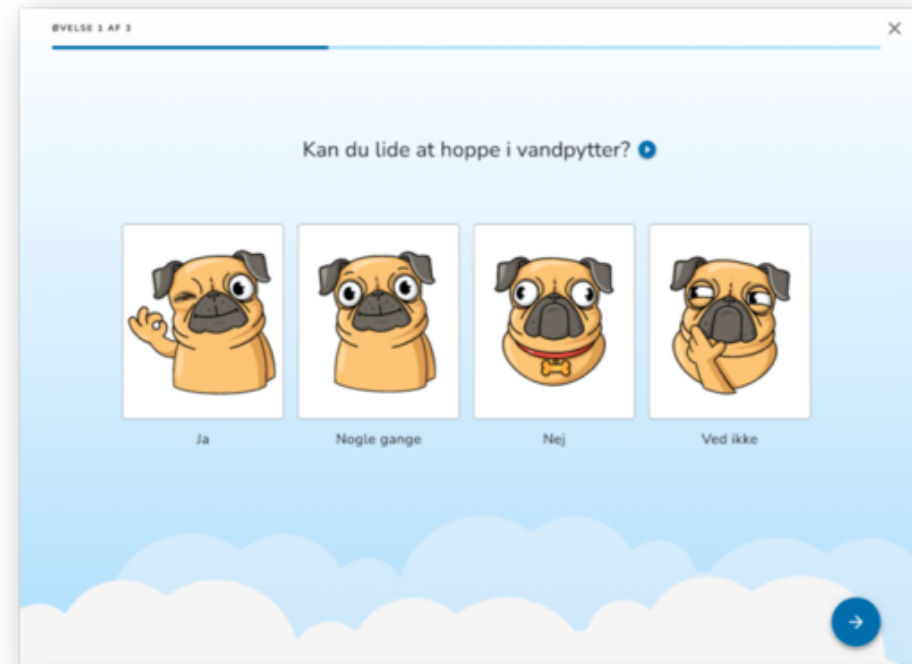 ØVELSE 1 AF 3
Kan du lide at hoppe i vandpytter?
Ja
Nogle gange
Nej
Ved ikke